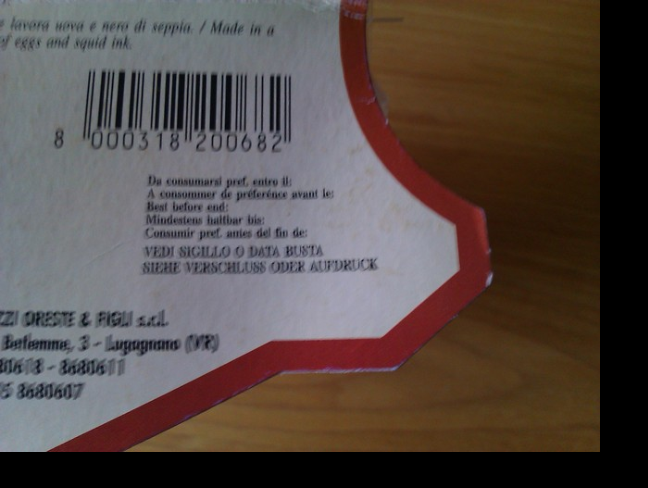 e lavora uova e nero di seppia. / Made in a
of eggs and squid ink.
8 000318 200682
Da consumarsi pref. entro il:
A consommer de préférence avant le:
Best before end:
Mindestens haltbar bis:
Consumir pref. antes del fin de:
VEDI SIGILLO O DATA BUSTA
SIEHE VERSCHLUSS ODER AUFDRUCK
ZZI ORESTE & FIGLI s.r.l.
3 - Lugagnano (VR)
80613 - 8680611
5 8680607